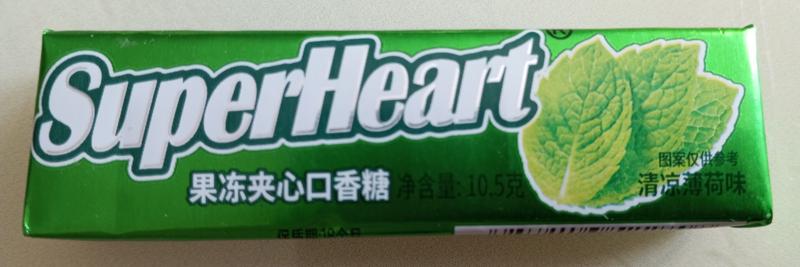 SuperHeart®
果冻夹心口香糖 净含量: 10.5克
图案仅供参考
清凉薄荷味